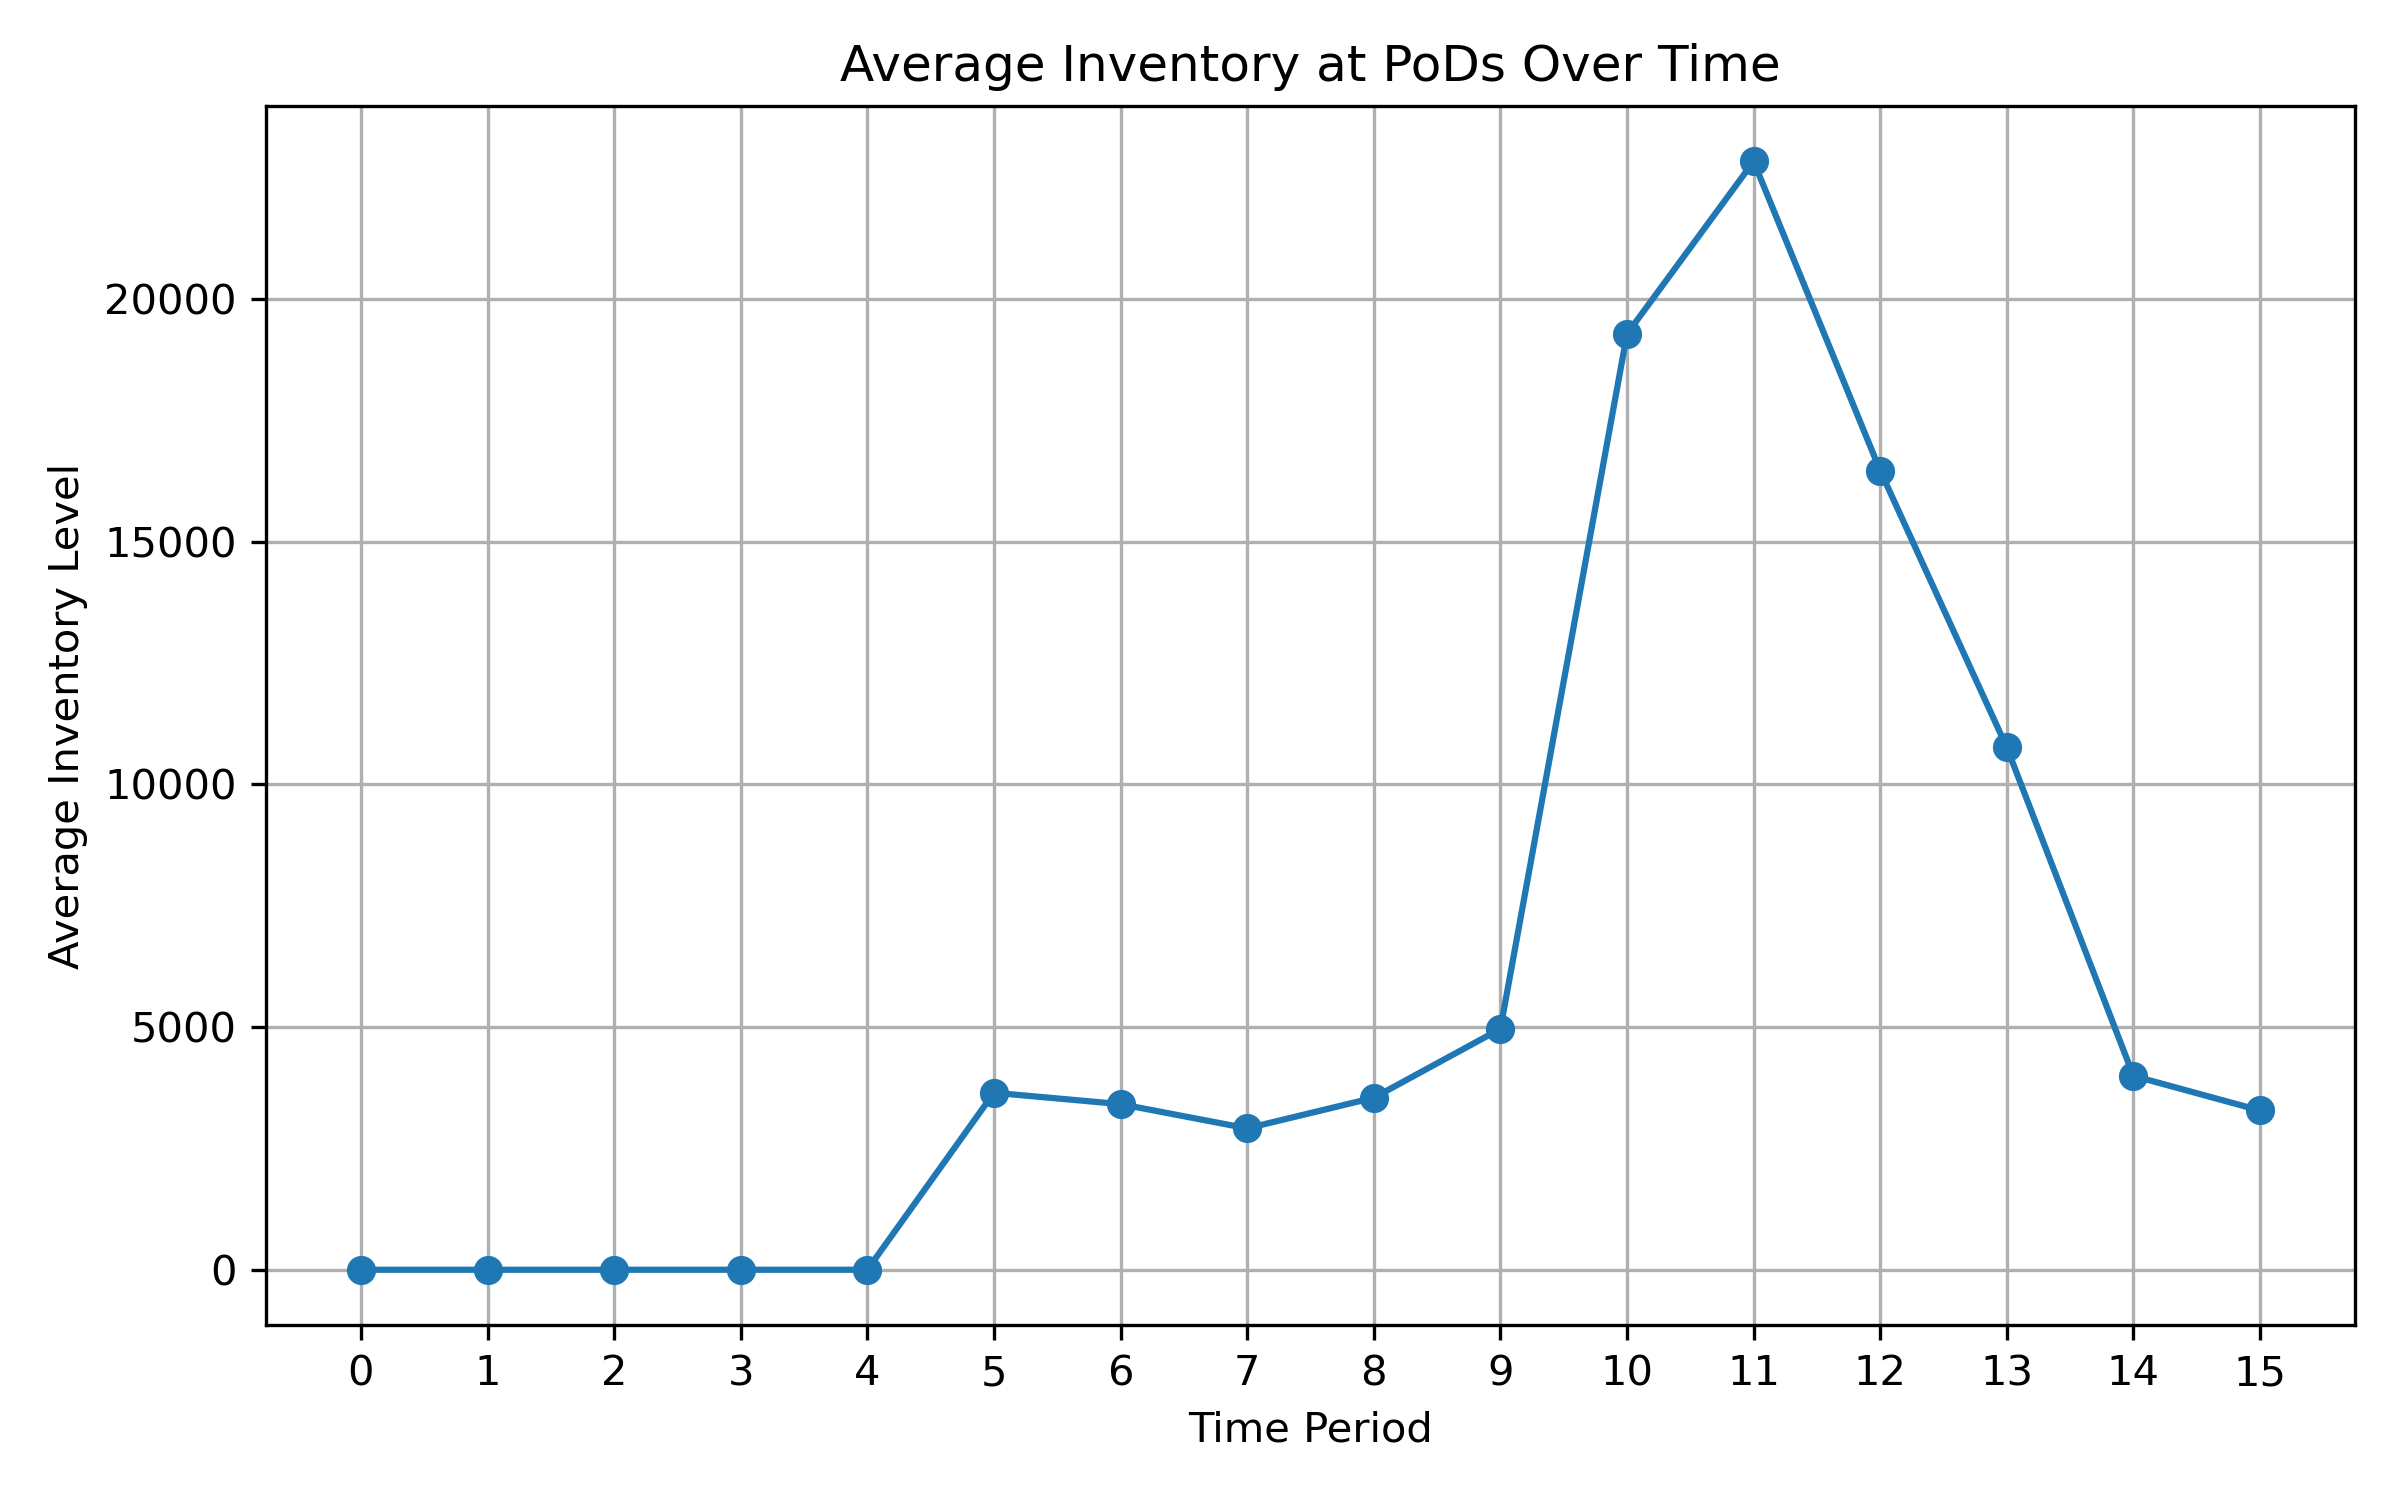 Average Inventory at PoDs Over Time
Average Inventory Level
20000
15000
10000
5000
0
0 1 2 3 4 5 6 7 8 9 10 11 12 13 14 15
Time Period